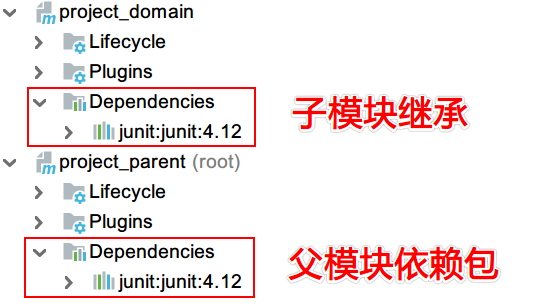 project_domain
Lifecycle
Plugins
Dependencies
junit:junit:4.12
子模块继承
project_parent (root)
Lifecycle
Plugins
Dependencies
junit:junit:4.12
父模块依赖包